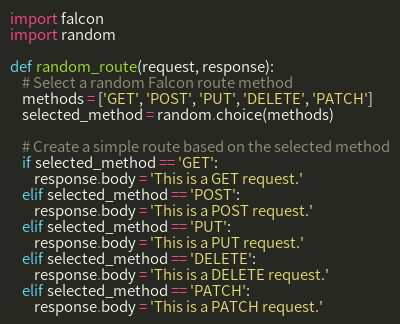 import falcon
import random

def random_route(request, response):
    # Select a random Falcon route method
    methods = ['GET', 'POST', 'PUT', 'DELETE', 'PATCH']
    selected_method = random.choice(methods)

    # Create a simple route based on the selected method
    if selected_method == 'GET':
        response.body = 'This is a GET request.'
    elif selected_method == 'POST':
        response.body = 'This is a POST request.'
    elif selected_method == 'PUT':
        response.body = 'This is a PUT request.'
    elif selected_method == 'DELETE':
        response.body = 'This is a DELETE request.'
    elif selected_method == 'PATCH':
        response.body = 'This is a PATCH request.'